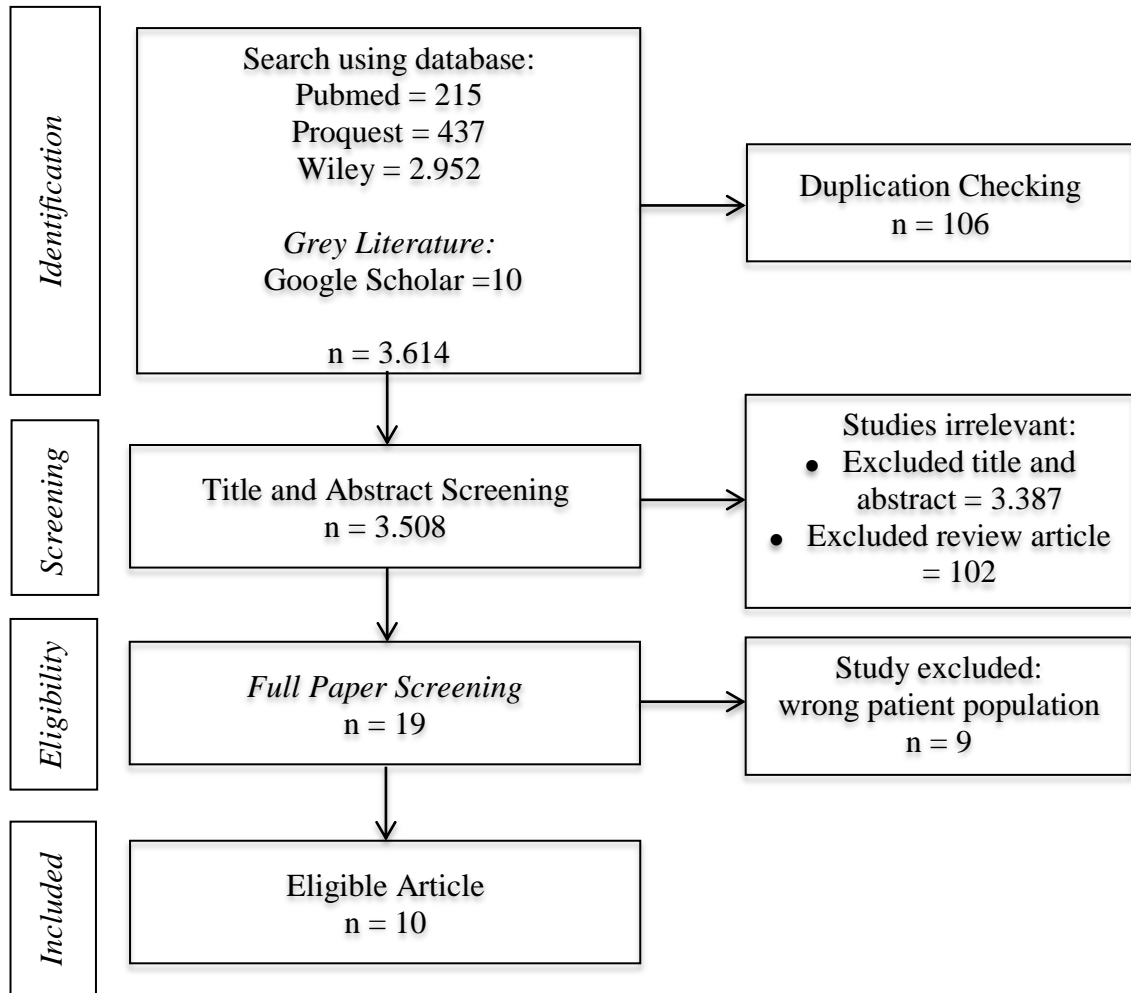 Identification
Search using database:
Pubmed = 215
Proquest = 437
Wiley = 2.952
Grey Literature:
Google Scholar =10
n = 3.614
Duplication Checking
n = 106
Screening
Title and Abstract Screening
n = 3.508
Studies irrelevant:
● Excluded title and
abstract = 3.387
● Excluded review article
= 102
Eligibility
Full Paper Screening
n = 19
Study excluded:
wrong patient population
n = 9
Included
Eligible Article
n = 10